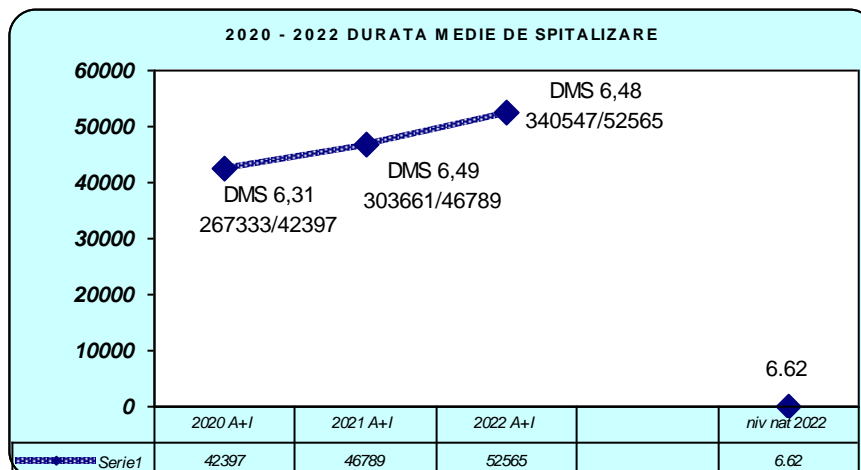 2020 - 2022 DURATA MEDIE DE SPITALIZARE
60000
50000
40000
30000
20000
10000
0
DMS 6,31
267333/42397
DMS 6,49
303661/46789
DMS 6,48
340547/52565
6.62
2020 A+I 2021 A+I 2022 A+I niv nat 2022
Serie1 42397 46789 52565 6.62